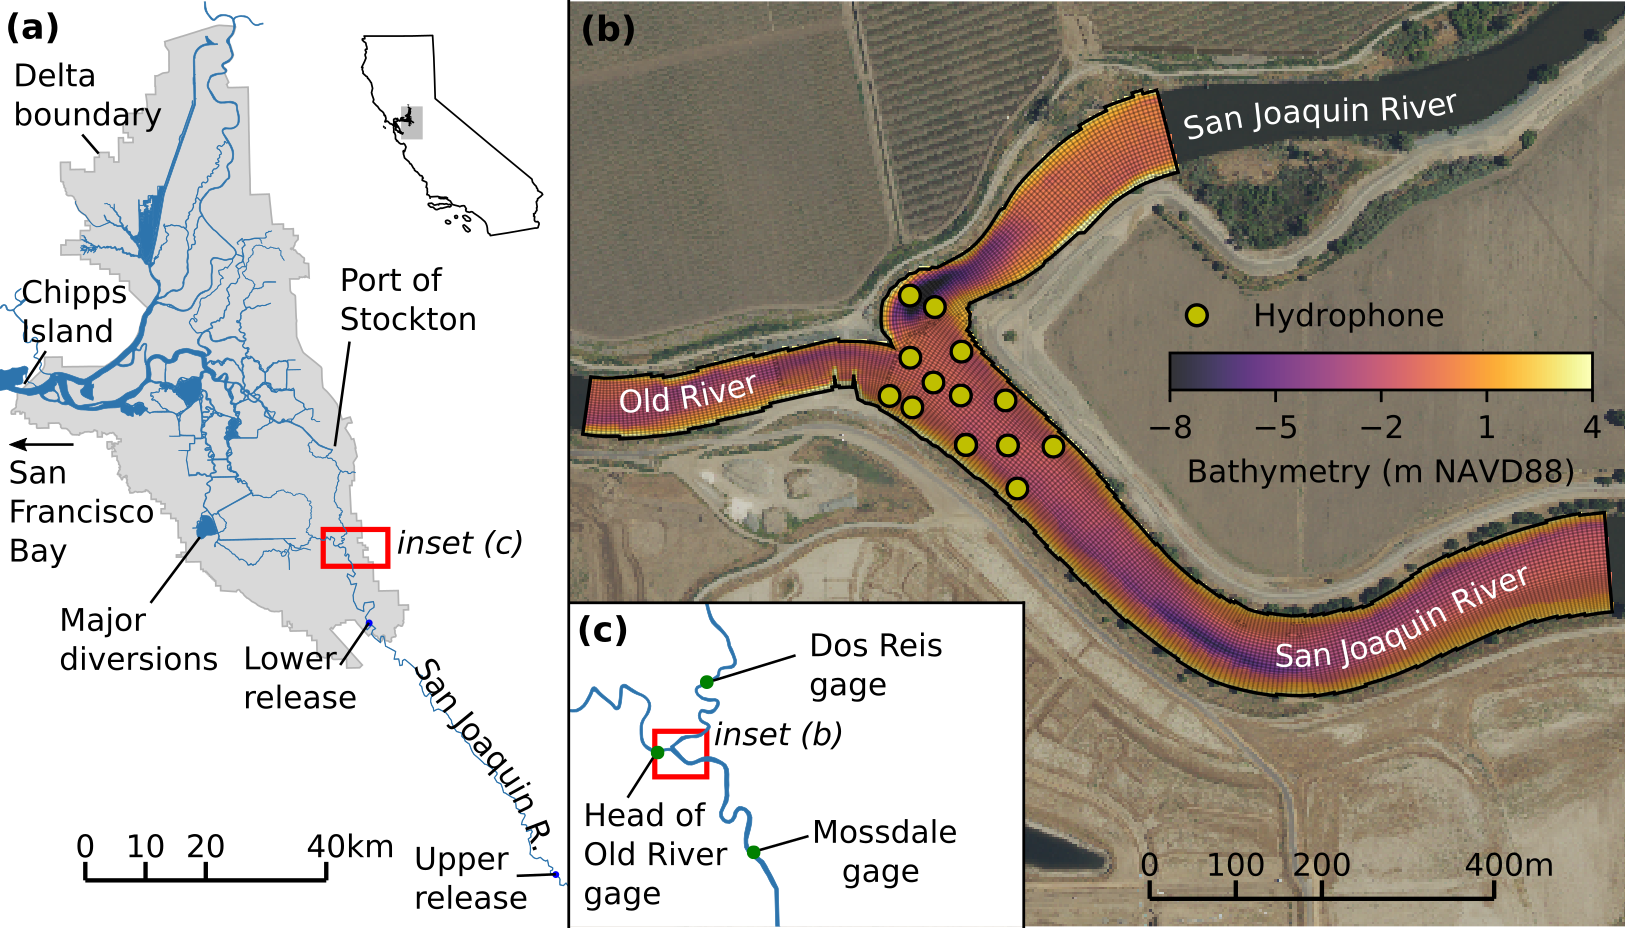 (a)
Delta
boundary
Chipps
Island
Port of
Stockton
San
Francisco
Bay
inset (c)
Major
diversions
Lower
release
San Joaquin R.
Upper
release
0 10 20 40km
(b)
San Joaquin River
Old River
Hydrophone
−8 −5 −2 1 4
Bathymetry (m NAVD88)
San Joaquin River
0 100 200 400m
(c)
Dos Reis
gage
inset (b)
Head of
Old River
gage
Mossdale
gage